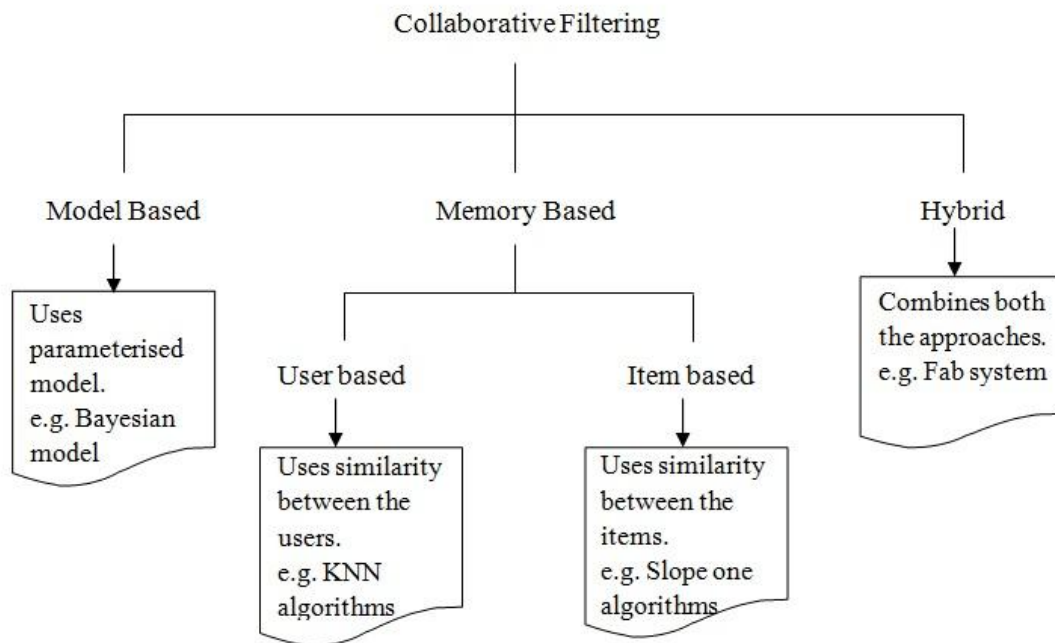 Collaborative Filtering
Model Based
Memory Based
Hybrid
Uses
parameterised
model.
e.g. Bayesian
model
Combines both
the approaches.
e.g. Fab system
User based
Item based
Uses similarity
between the
users.
e.g. KNN
algorithms
Uses similarity
between the
items.
e.g. Slope one
algorithms